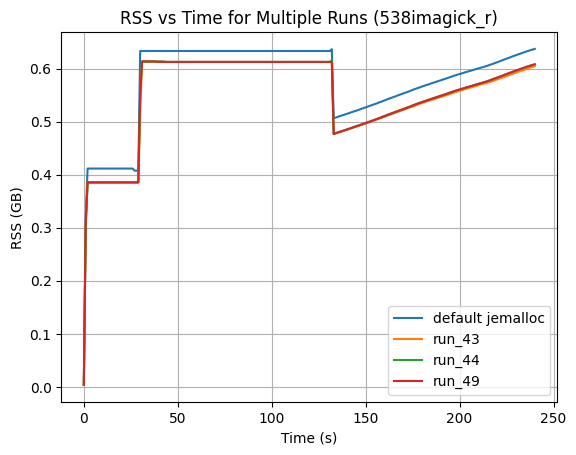 RSS vs Time for Multiple Runs (538imagick_r)
RSS (GB)
0.6
0.5
0.4
0.3
0.2
0.1
0.0
default jemalloc
run_43
run_44
run_49
0
50
100
150
200
250
Time (s)